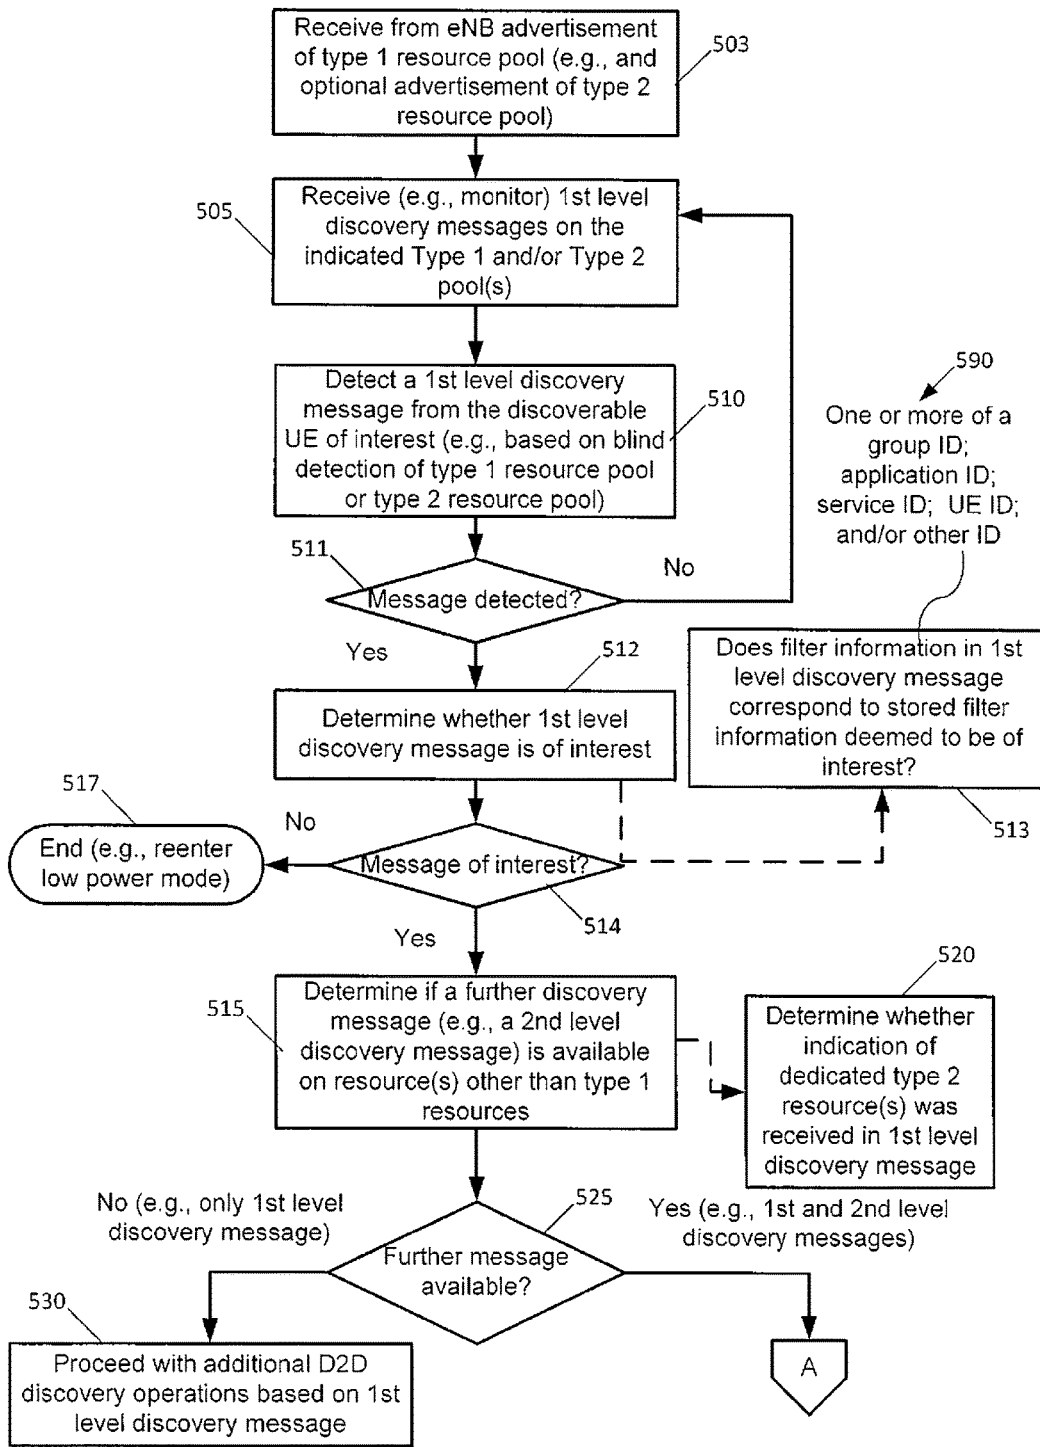 Receive from eNB advertisement
of type 1 resource pool (e.g., and
optional advertisement of type 2
resource pool)
503
Receive (e.g., monitor) 1st level
discovery messages on the
indicated Type 1 and/or Type 2
pool(s)
505
Detect a 1st level discovery
message from the discoverable
UE of interest (e.g., based on blind
detection of type 1 resource pool
or type 2 resource pool)
510
590
One or more of a
group ID;
application ID;
service ID; UE ID;
and/or other ID
511
Message detected?
No
Yes
512
Determine whether 1st level
discovery message is of interest
Does filter information in 1st
level discovery message
correspond to stored filter
information deemed to be of
interest?
513
517
No
End (e.g., reenter
low power mode)
Message of interest?
514
Yes
515
Determine if a further discovery
message (e.g., a 2nd level
discovery message) is available
on resource(s) other than type 1
resources
520
Determine whether
indication of
dedicated type 2
resource(s) was
received in 1st level
discovery message
No (e.g., only 1st level
discovery message)
525
Yes (e.g., 1st and 2nd level
discovery messages)
Further message
available?
530
Proceed with additional D2D
discovery operations based on 1st
level discovery message
A